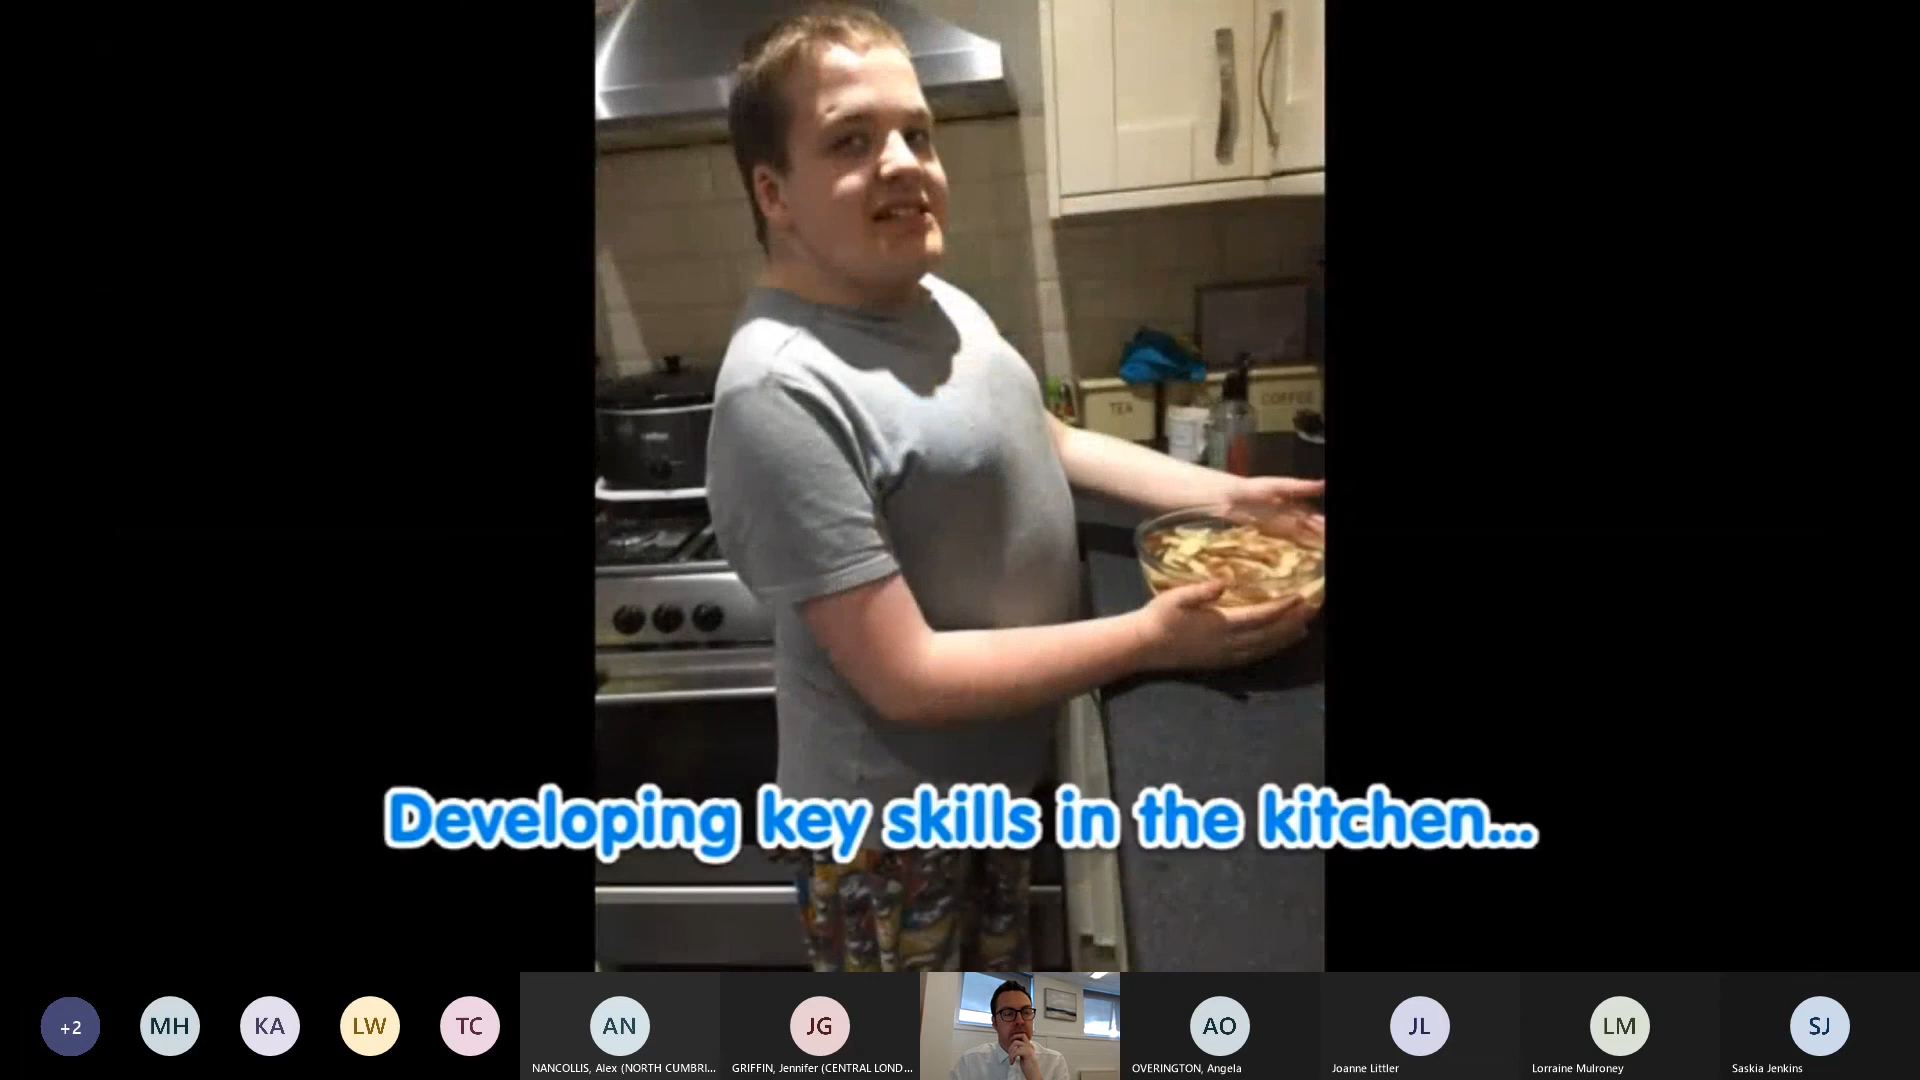 TEA
COFFEE
Developing key skills in the kitchen...
+2
MH
KA
LW
TC
AN
NANCOLLIS, Alex (NORTH CUMBRI...
JG
GRIFFIN, Jennifer (CENTRAL LOND...
AO
OVERINGTON, Angela
JL
Joanne Littler
LM
Lorraine Mulroney
SJ
Saskia Jenkins